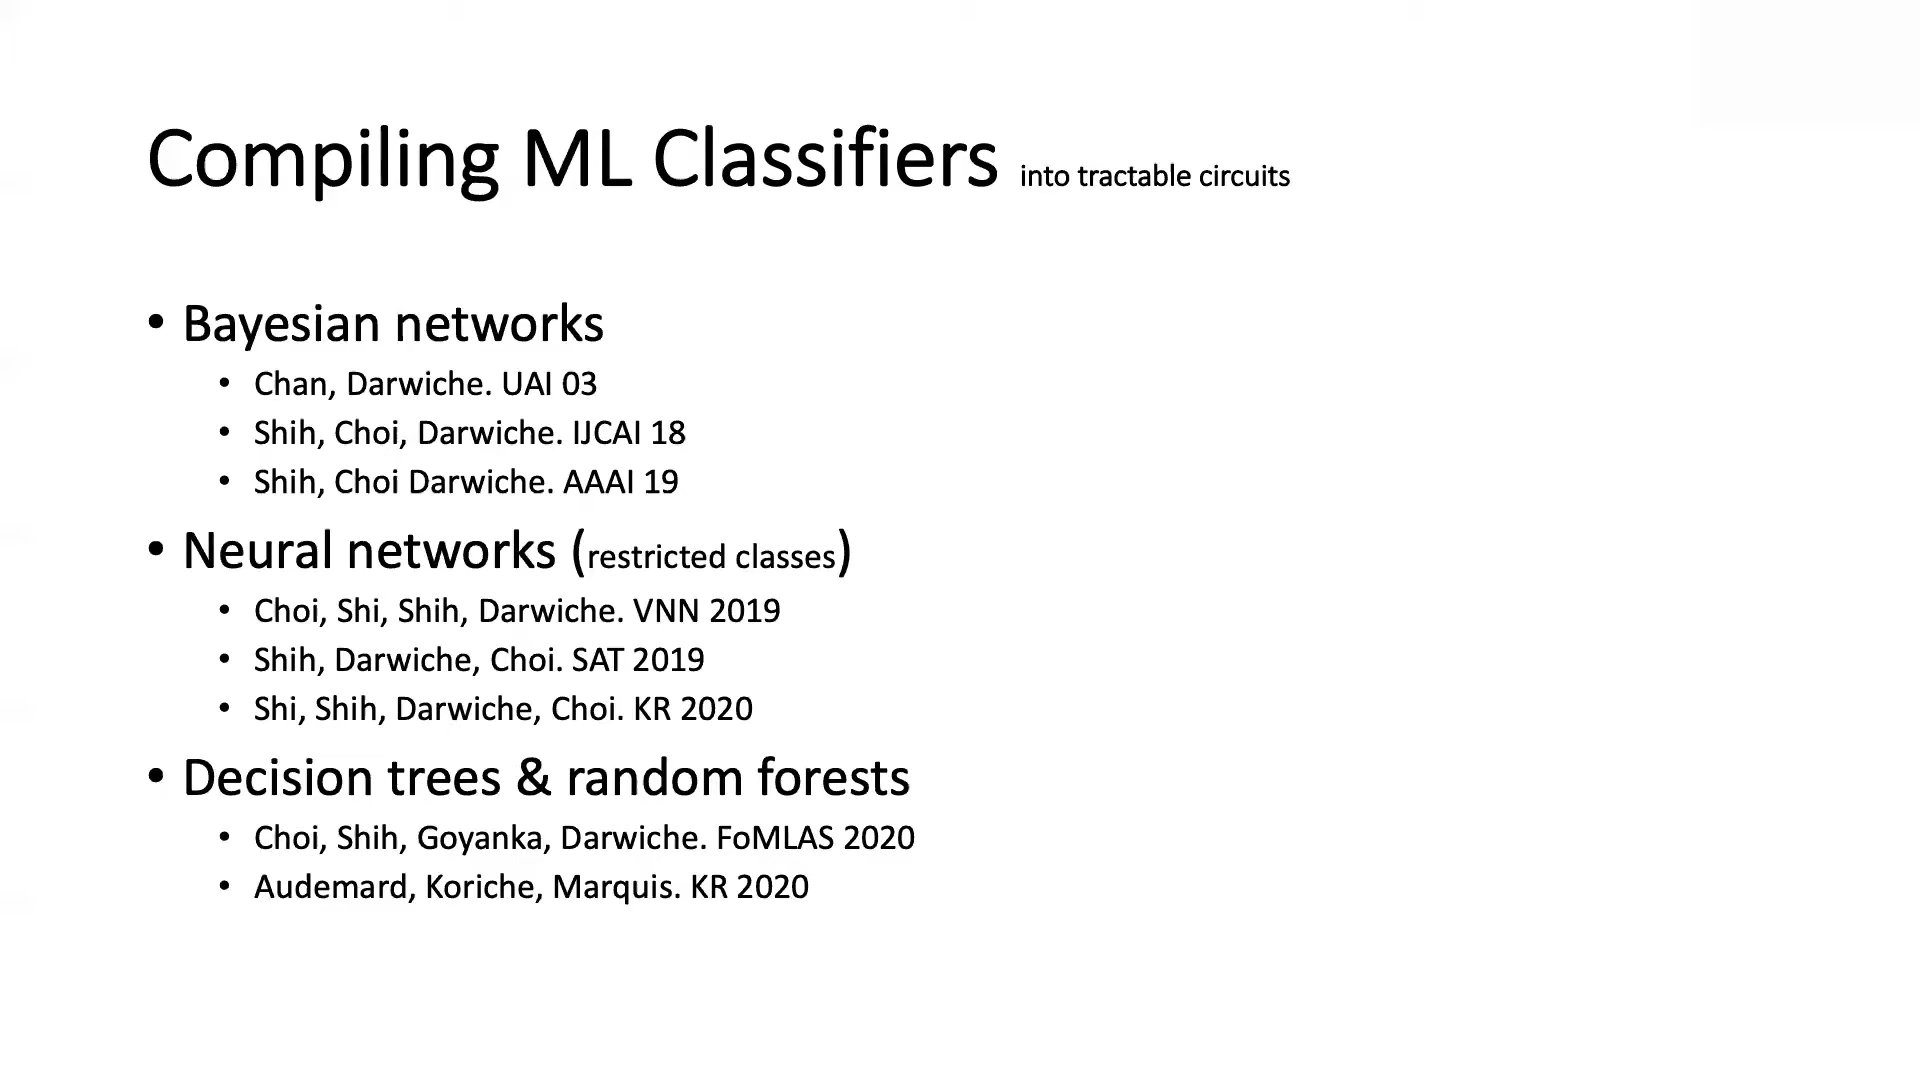 Compiling ML Classifiers into tractable circuits
• Bayesian networks
• Chan, Darwiche. UAI 03
• Shih, Choi, Darwiche. IJCAI 18
• Shih, Choi Darwiche. AAAI 19
• Neural networks (restricted classes)
• Choi, Shi, Shih, Darwiche. VNN 2019
• Shih, Darwiche, Choi. SAT 2019
• Shi, Shih, Darwiche, Choi. KR 2020
• Decision trees & random forests
• Choi, Shih, Goyanka, Darwiche. FoMLAS 2020
• Audemard, Koriche, Marquis. KR 2020